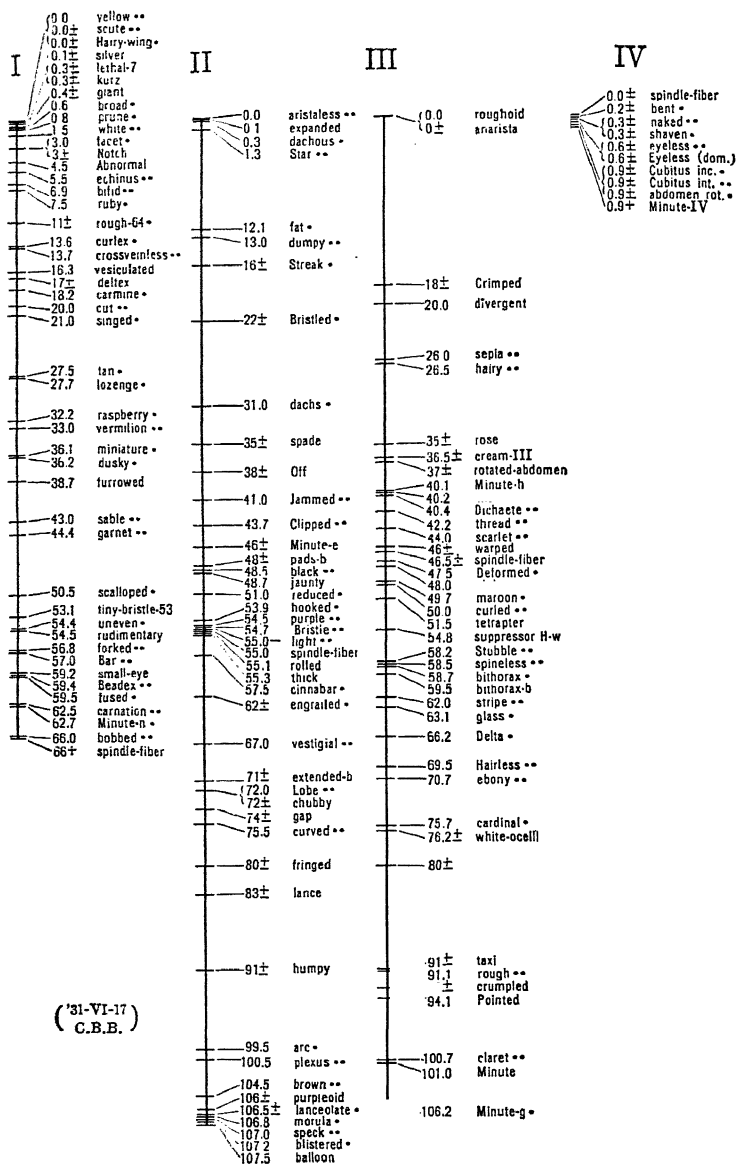 I
0.0 yellow ••
0.0± scute ••
0.0± Hairy-wing •
0.1± silver
0.3± lethal-7
0.3± kurz
0.4± giant
0.6 broad •
0.8 prune •
1.5 white ••
3.0 facet •
3± Notch
4.5 Abnormal
5.5 echinus ••
6.9 bifid ••
7.5 ruby •
11± rough-64 •
13.6 curlex •
13.7 crossveinless ••
16.3 vesiculated
17± deltex
18.2 carmine •
20.0 cut ••
21.0 singed •
27.5 tan •
27.7 lozenge •
32.2 raspberry •
33.0 vermilion ••
36.1 miniature •
36.2 dusky •
38.7 furrowed
43.0 sable ••
44.4 garnet ••
50.5 scalloped •
53.1 tiny-bristle-53
54.4 uneven •
54.5 rudimentary
56.8 forked ••
57.0 Bar ••
59.2 small-eye
59.4 Beadex ••
59.5 fused •
62.5 carnation ••
62.7 Minute-n •
66.0 bobbed ••
66+ spindle-fiber
('31-VI-17
C.B.B.)
II
0.0 aristaless ••
0.1 expanded
0.3 dachous •
1.3 Star ••
12.1 fat •
13.0 dumpy ••
16± Streak •
22± Bristled •
31.0 dachs •
35± spade
38± Off
41.0 Jammed ••
43.7 Clipped ••
46± Minute-e
48± pads-b
48.5 black ••
48.7 jaunty
51.0 reduced •
53.9 hooked •
54.5 purple ••
54.7 Bristle ••
55.0 light ••
55.0 spindle-fiber
55.1 rolled
55.3 thick
57.5 cinnabar •
62± engrailed •
67.0 vestigial ••
71± extended-b
72.0 Lobe ••
72± chubby
74± gap
75.5 curved ••
80± fringed
83± lance
91± humpy
99.5 arc •
100.5 plexus ••
104.5 brown ••
106± purpleoid
106.5± lanceolate •
106.8 morula •
107.0 speck ••
107.2 blistered •
107.5 balloon
III
0.0 roughoid
0± anarista
18± Crimped
20.0 divergent
26.0 sepia ••
26.5 hairy ••
35± rose
36.5± cream-III
37± rotated-abdomen
40.1 Minute-h
40.2
40.4 Dichaete ••
42.2 thread ••
44.0 scarlet ••
46± warped
46.5± spindle-fiber
47.5 Deformed •
48.0
49.7 maroon •
50.0 curled ••
51.5 tetrapter
54.8 suppressor H-w
58.2 Stubble ••
58.5 spineless ••
58.7 bithorax •
59.5 bithorax-b
62.0 stripe ••
63.1 glass •
66.2 Delta •
69.5 Hairless ••
70.7 ebony ••
75.7 cardinal •
76.2± white-ocelli
80±
91± taxi
91.1 rough ••
± crumpled
94.1 Pointed
100.7 claret ••
101.0 Minute
106.2 Minute-g •
IV
0.0± spindle-fiber
0.2± bent •
0.3± naked ••
0.3± shaven •
0.6± eyeless ••
0.6± Eyeless (dom.)
0.9± Cubitus inc. •
0.9± Cubitus int. ••
0.9± abdomen rot. •
0.9+ Minute-IV